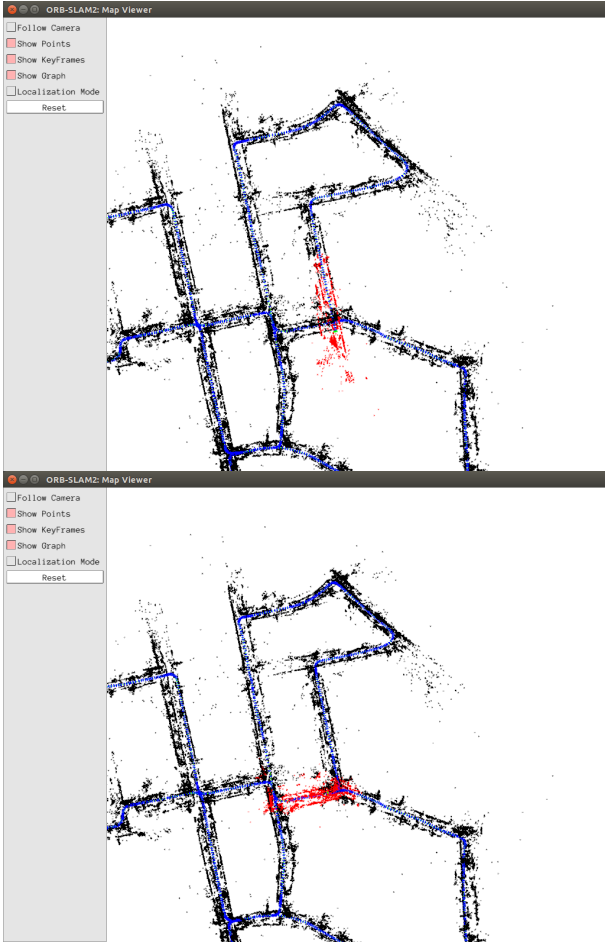 ORB-SLAM2: Map Viewer
Follow Camera
Show Points
Show KeyFrames
Show Graph
Localization Mode
Reset
ORB-SLAM2: Map Viewer
Follow Camera
Show Points
Show KeyFrames
Show Graph
Localization Mode
Reset